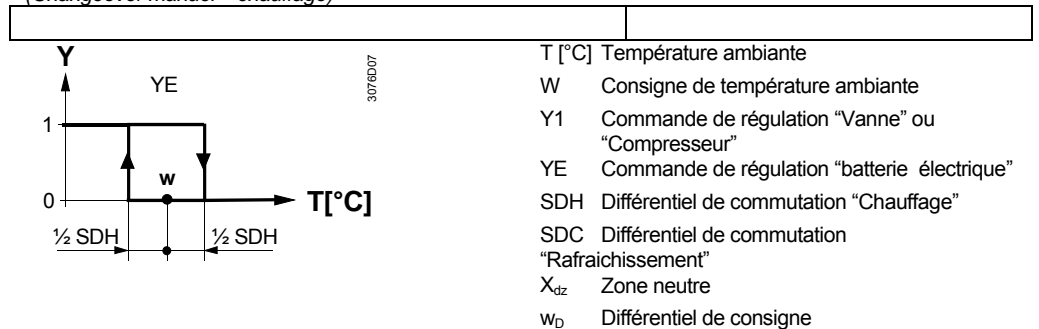 (Changeover manuel - chauffage)
Y
YE
3076D07
1
w
0
T[°C]
½ SDH
½ SDH
T [°C] Température ambiante
W Consigne de température ambiante
Y1 Commande de régulation “Vanne” ou
“Compresseur”
YE Commande de régulation “batterie électrique”
SDH Différentiel de commutation “Chauffage”
SDC Différentiel de commutation
“Rafraichissement”
Xdz Zone neutre
wD Différentiel de consigne